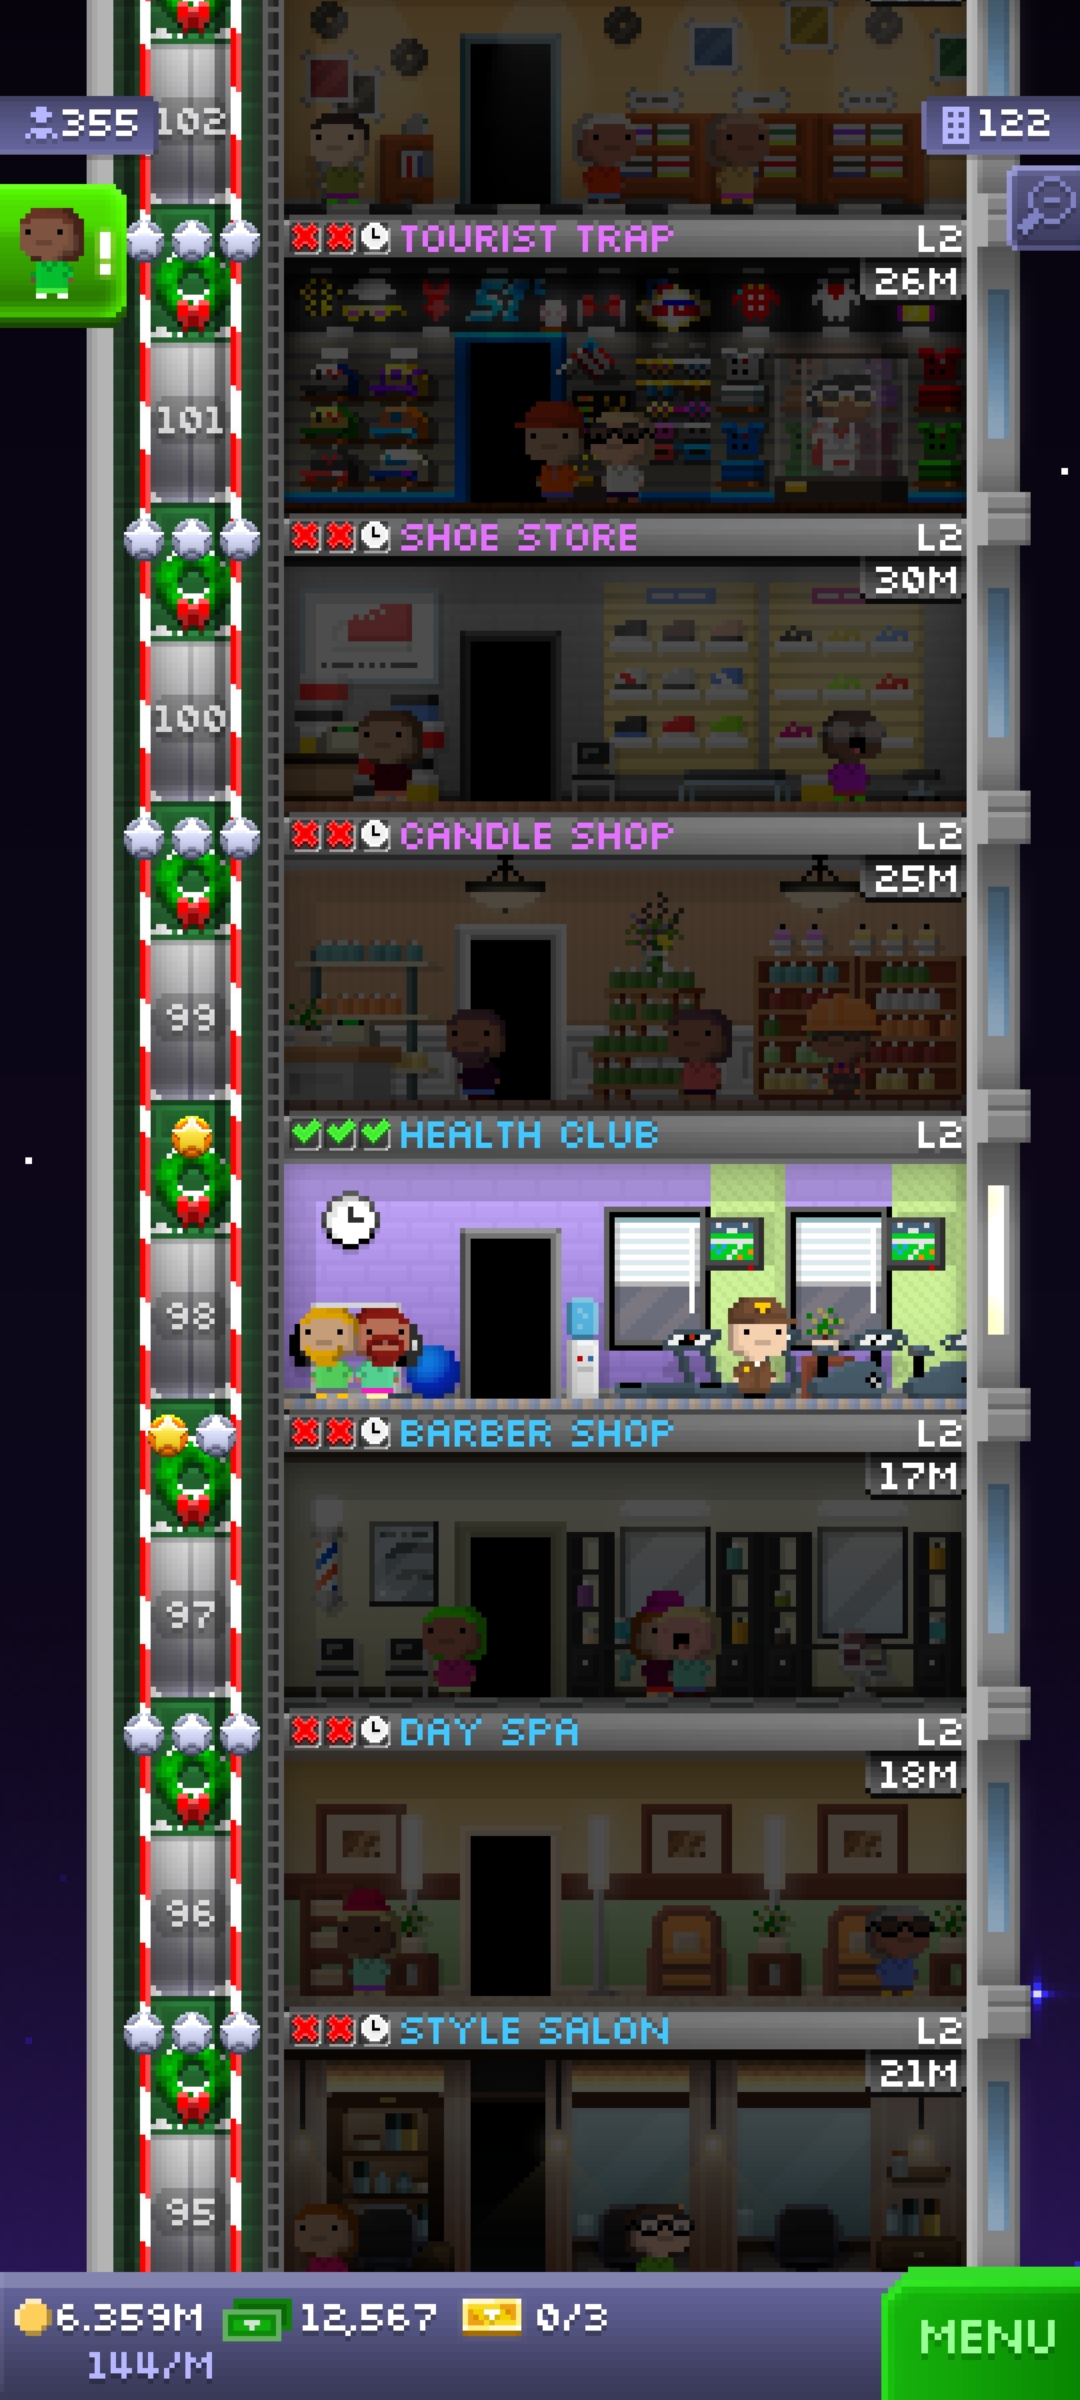 355
102
122
!
TOURIST TRAP L2
26M
101
SHOE STORE L2
30M
100
CANDLE SHOP L2
25M
99
HEALTH CLUB L2
98
BARBER SHOP L2
17M
97
DAY SPA L2
18M
96
STYLE SALON L2
21M
95
6.359M 12,567 0/3
144/M
MENU